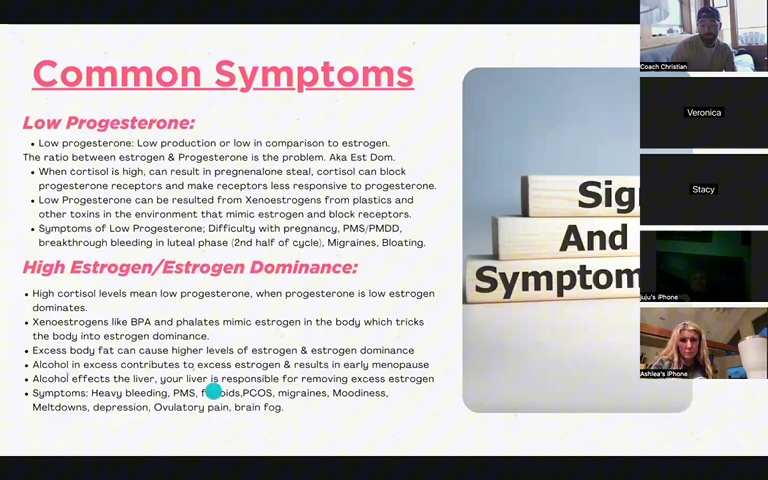 Common Symptoms
Low Progesterone:
• Low progesterone: Low production or low in comparison to estrogen.
The ratio between estrogen & Progesterone is the problem. Aka Est Dom.
• When cortisol is high, can result in pregnenalone steal, cortisol can block
progesterone receptors and make receptors less responsive to progesterone.
• Low Progesterone can be resulted from Xenoestrogens from plastics and
other toxins in the environment that mimic estrogen and block receptors.
• Symptoms of Low Progesterone; Difficulty with pregnancy, PMS/PMDD,
breakthrough bleeding in luteal phase (2nd half of cycle), Migraines, Bloating.
High Estrogen/Estrogen Dominance:
• High cortisol levels mean low progesterone, when progesterone is low estrogen
dominates.
• Xenoestrogens like BPA and phalates mimic estrogen in the body which tricks
the body into estrogen dominance.
• Excess body fat can cause higher levels of estrogen & estrogen dominance
• Alcohol in excess contributes to excess estrogen & results in early menopause
• Alcohol effects the liver, your liver is responsible for removing excess estrogen
• Symptoms: Heavy bleeding, PMS, PCOS, migraines, Moodiness,
Meltdowns, depression, Ovulatory pain, brain fog.
Sig
And
Symptom
Coach Christian
Veronica
Stacy
juju's iPhone
Ashlea's iPhone